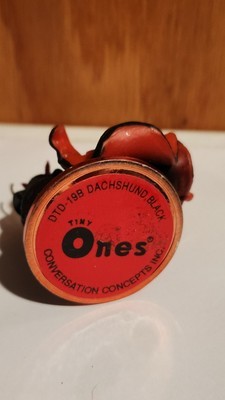 DTD-19B DACHSHUND BLACK
TINY
Ones©
CONVERSATION CONCEPTS INC.